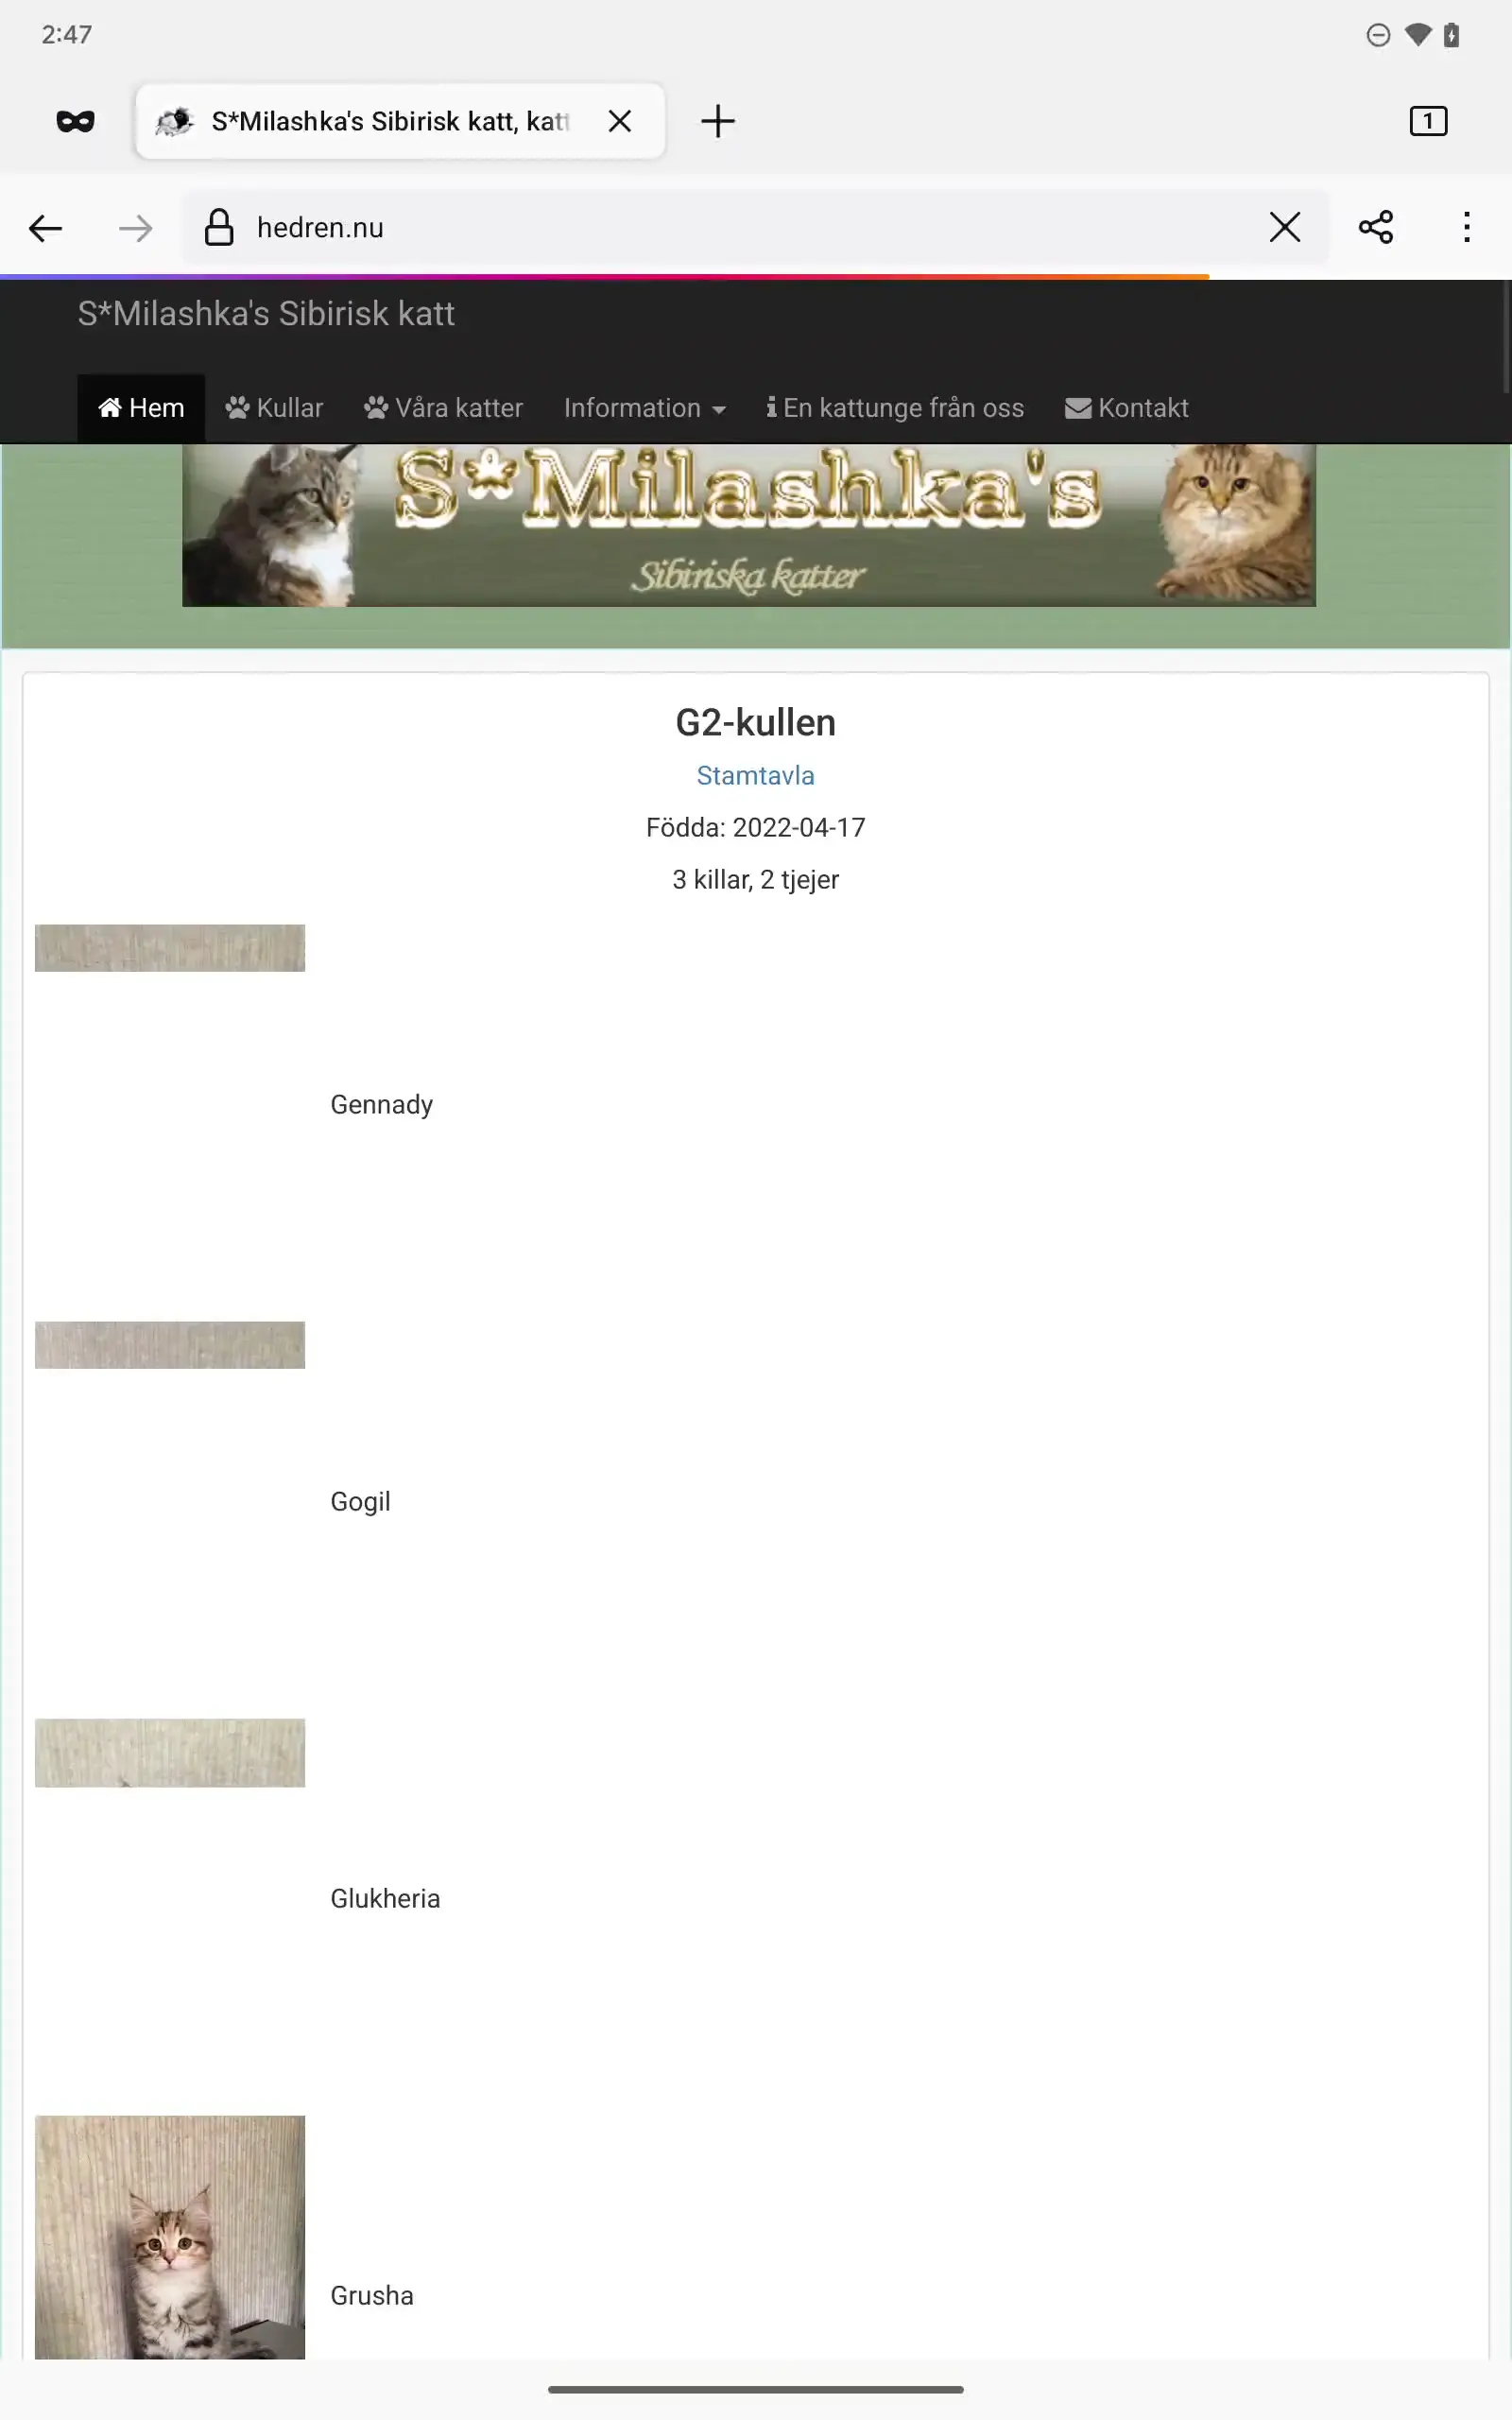 2:47
S*Milashka's Sibirisk katt, katt
1
hedren.nu
S*Milashka's Sibirisk katt
Hem Kullar Våra katter Information En kattunge från oss Kontakt
S*Milashka's
Sibiriska katter
G2-kullen
Stamtavla
Födda: 2022-04-17
3 killar, 2 tjejer
Gennady
Gogil
Glukheria
Grusha